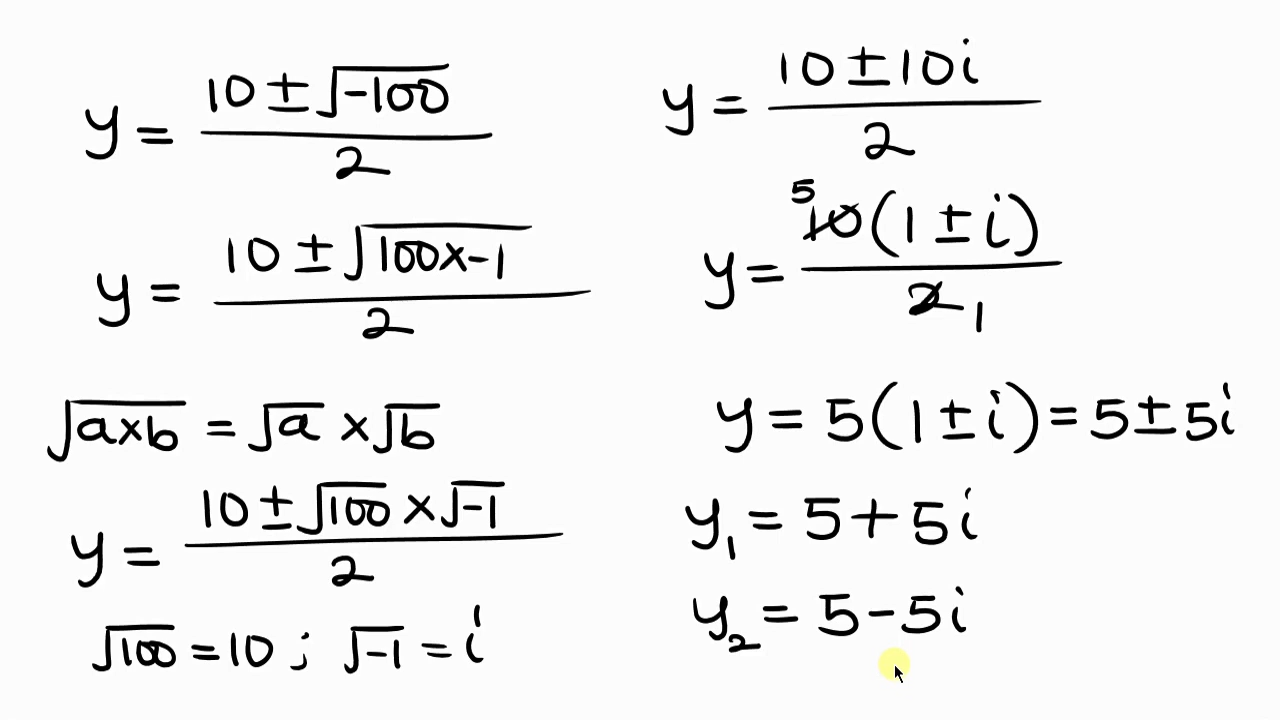 y = (10 ± √-100)/2
y = (10 ± √100x-1)/2
√axb = √a x √b
y = (10 ± √100 x √-1)/2
√100 = 10 ; √-1 = i
y = (10 ± 10i)/2
y = 5 10(1 ± i)/2 1
y = 5(1 ± i) = 5 ± 5i
y₁ = 5 + 5i
y₂ = 5 - 5i